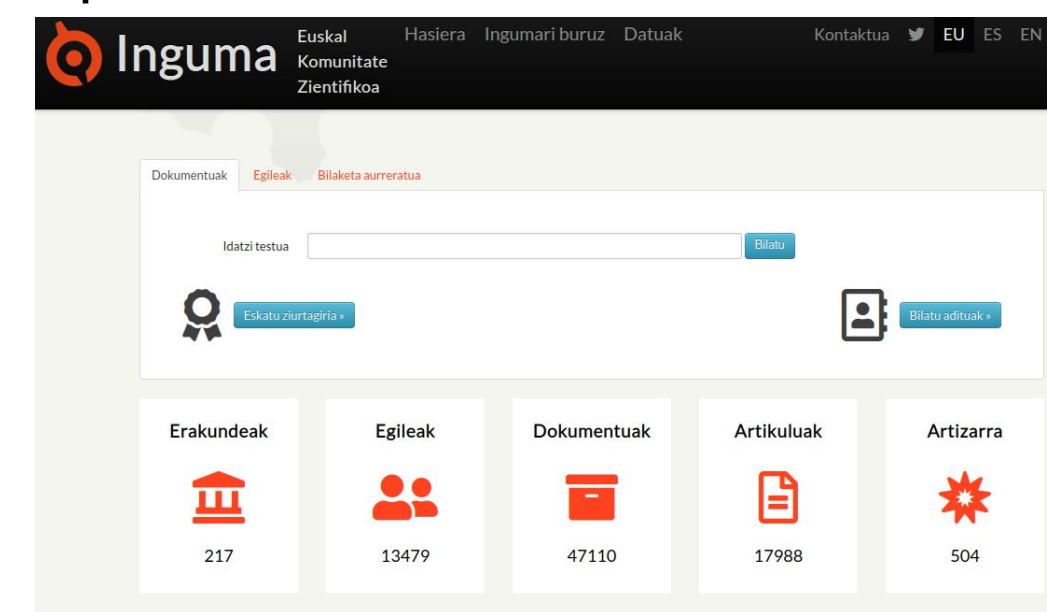 Inguma
Euskal
Komunitate
Zientifikoa
Hasiera Ingumari buruz Datuak Kontaktua EU ES EN
Dokumentuak Egileak Bilaketa aurreratua
Idatzi testua Bilatu
Eskatu ziurtagiria » Bilatu adituak »
Erakundeak Egileak Dokumentuak Artikuluak Artizarra
217 13479 47110 17988 504